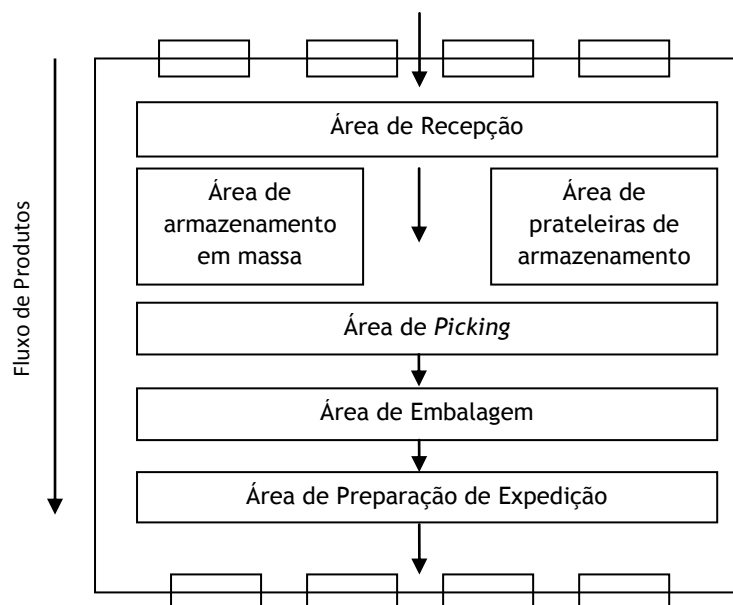 Fluxo de Produtos
Área de Recepção
Área de
armazenamento
em massa
Área de
prateleiras de
armazenamento
Área de Picking
Área de Embalagem
Área de Preparação de Expedição